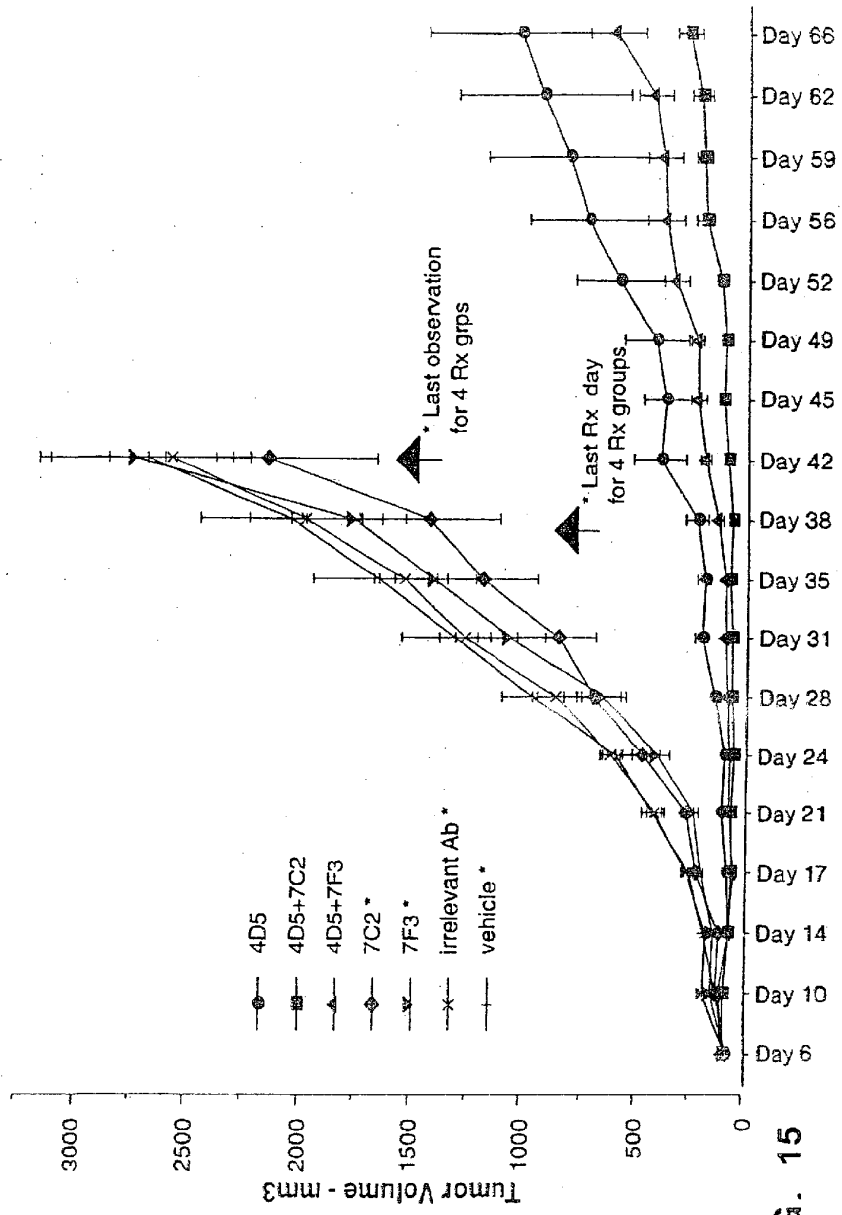 Tumor Volume - mm3
3000
2500
2000
1500
1000
500
0
4D5
4D5+7C2
4D5+7F3
7C2 *
7F3 *
irrelevant Ab *
vehicle *
* Last observation
for 4 Rx grps
* Last Rx day
for 4 Rx groups
Day 6
Day 10
Day 14
Day 17
Day 21
Day 24
Day 28
Day 31
Day 35
Day 38
Day 42
Day 45
Day 49
Day 52
Day 56
Day 59
Day 62
Day 66
G. 15